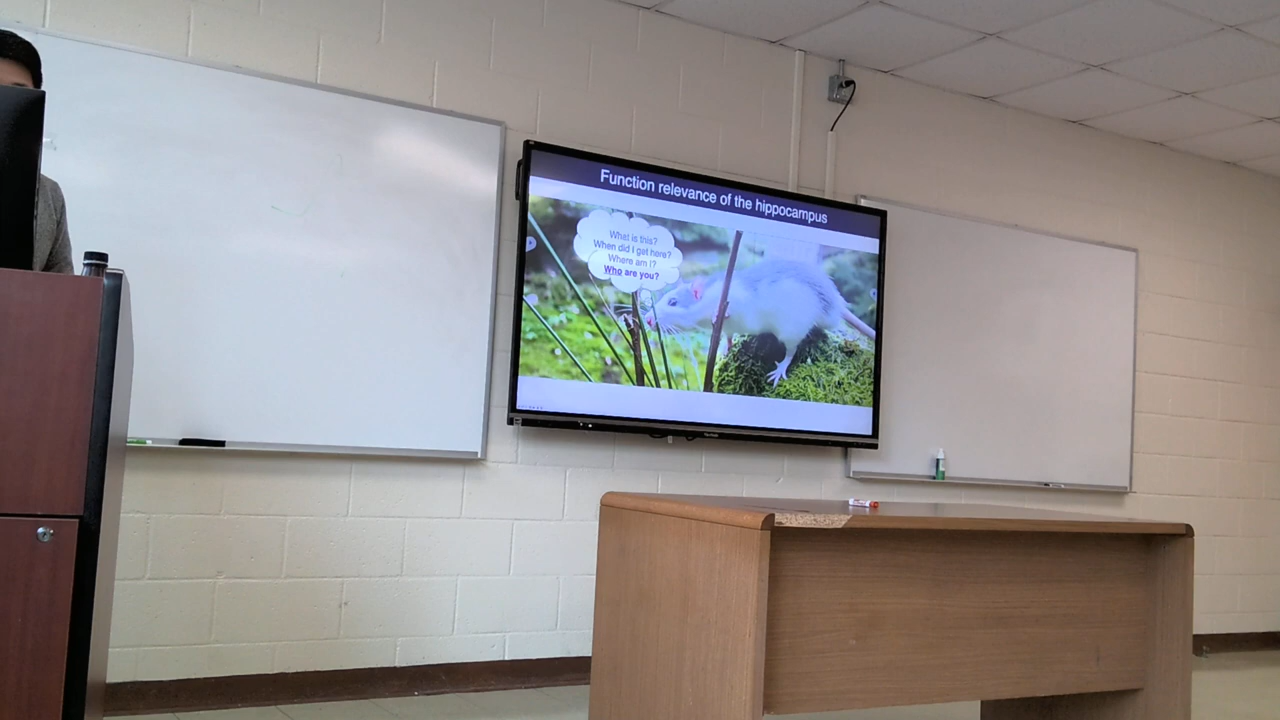 Function relevance of the hippocampus
What is this?
When did I get here?
Where am I?
Who are you?